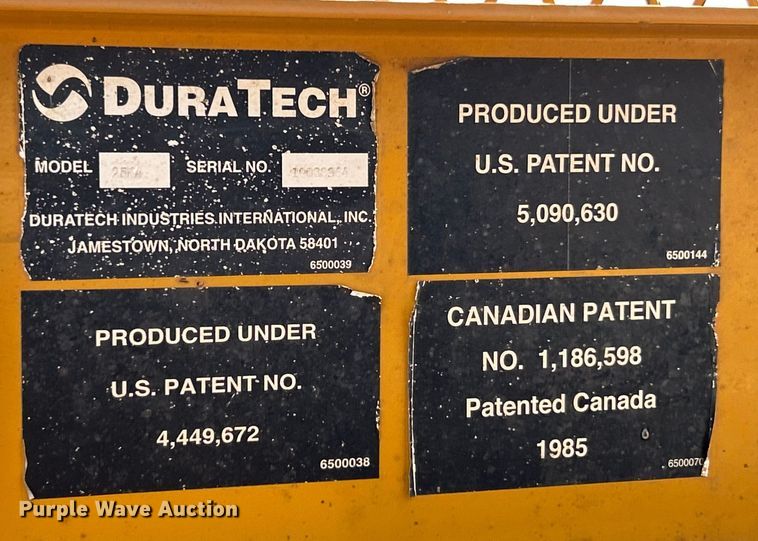 DURATECH®
MODEL
SERIAL NO.
DURATECH INDUSTRIES INTERNATIONAL, INC.
JAMESTOWN, NORTH DAKOTA 58401
6500039
PRODUCED UNDER
U.S. PATENT NO.
5,090,630
6500144
PRODUCED UNDER
U.S. PATENT NO.
4,449,672
6500038
CANADIAN PATENT
NO. 1,186,598
Patented Canada
1985
Purple Wave Auction